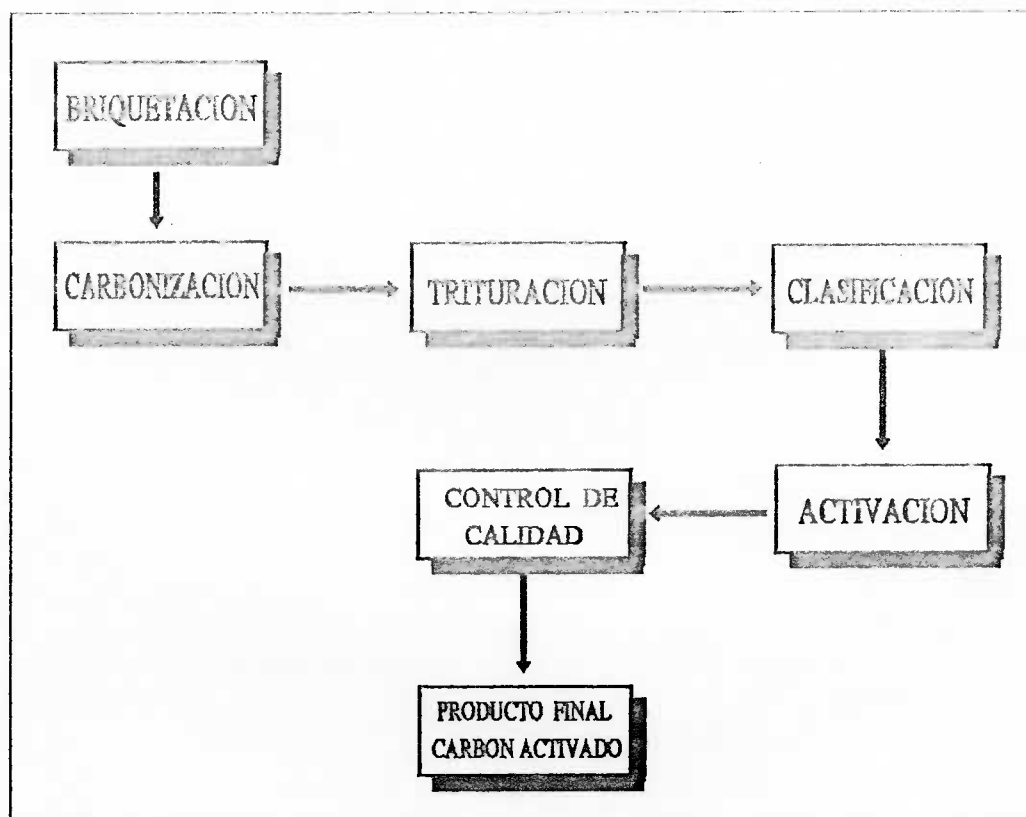 BRIQUETACION
CARBONIZACION
TRITURACION
CLASIFICACION
ACTIVACION
CONTROL DE
CALIDAD
PRODUCTO FINAL
CARBON ACTIVADO